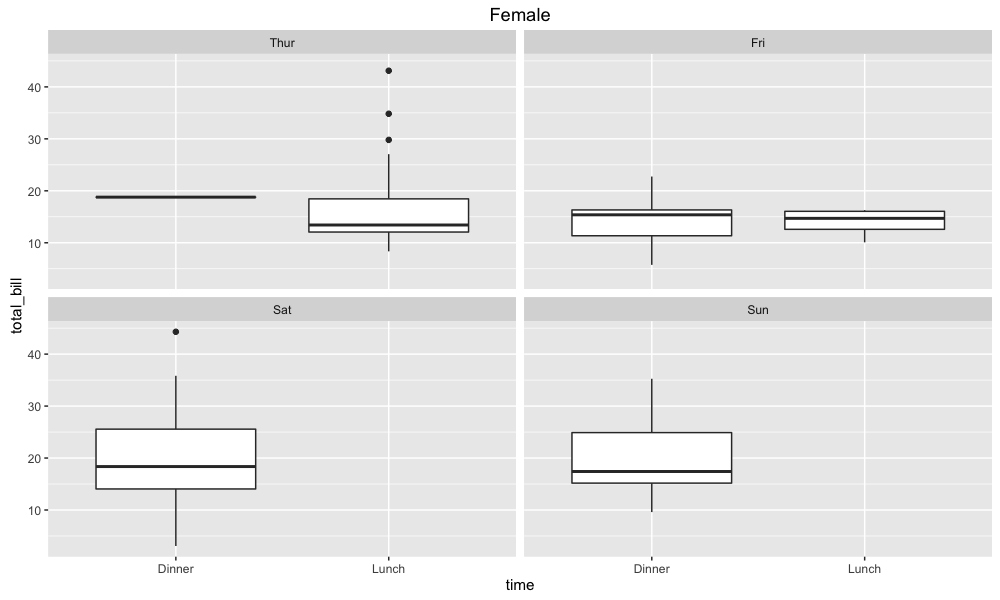 Female
Thur
Fri
40
30
20
10
total_bill
Sat
Sun
40
30
20
10
Dinner
Lunch
Dinner
Lunch
time